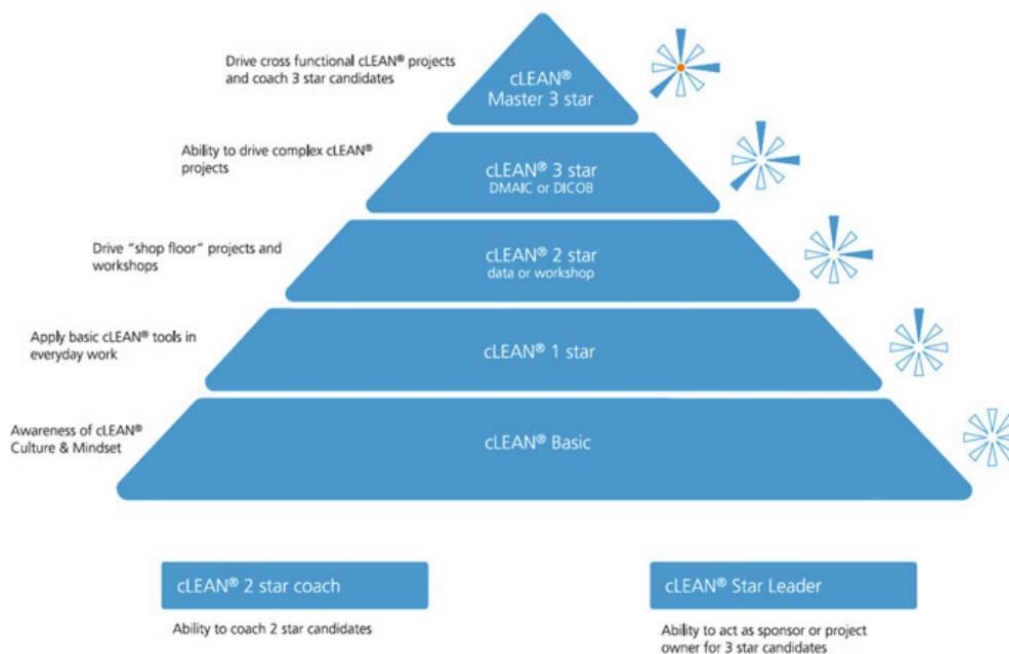 Drive cross functional cLEAN® projects
and coach 3 star candidates
cLEAN®
Master 3 star
Ability to drive complex cLEAN®
projects
cLEAN® 3 star
DMAIC or DICOB
Drive “shop floor” projects and
workshops
cLEAN® 2 star
data or workshop
Apply basic cLEAN® tools in
everyday work
cLEAN® 1 star
Awareness of cLEAN®
Culture & Mindset
cLEAN® Basic
cLEAN® 2 star coach
Ability to coach 2 star candidates
cLEAN® Star Leader
Ability to act as sponsor or project
owner for 3 star candidates